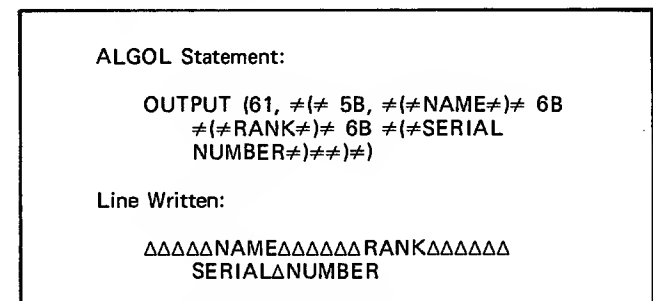 ALGOL Statement:
OUTPUT (61, ≠(≠ 5B, ≠(≠NAME≠)≠ 6B
≠(≠RANK≠)≠ 6B ≠(≠SERIAL
NUMBER≠)≠≠)≠)
Line Written:
ΔΔΔΔΔNAMEΔΔΔΔΔΔRANKΔΔΔΔΔΔ
SERIALΔNUMBER